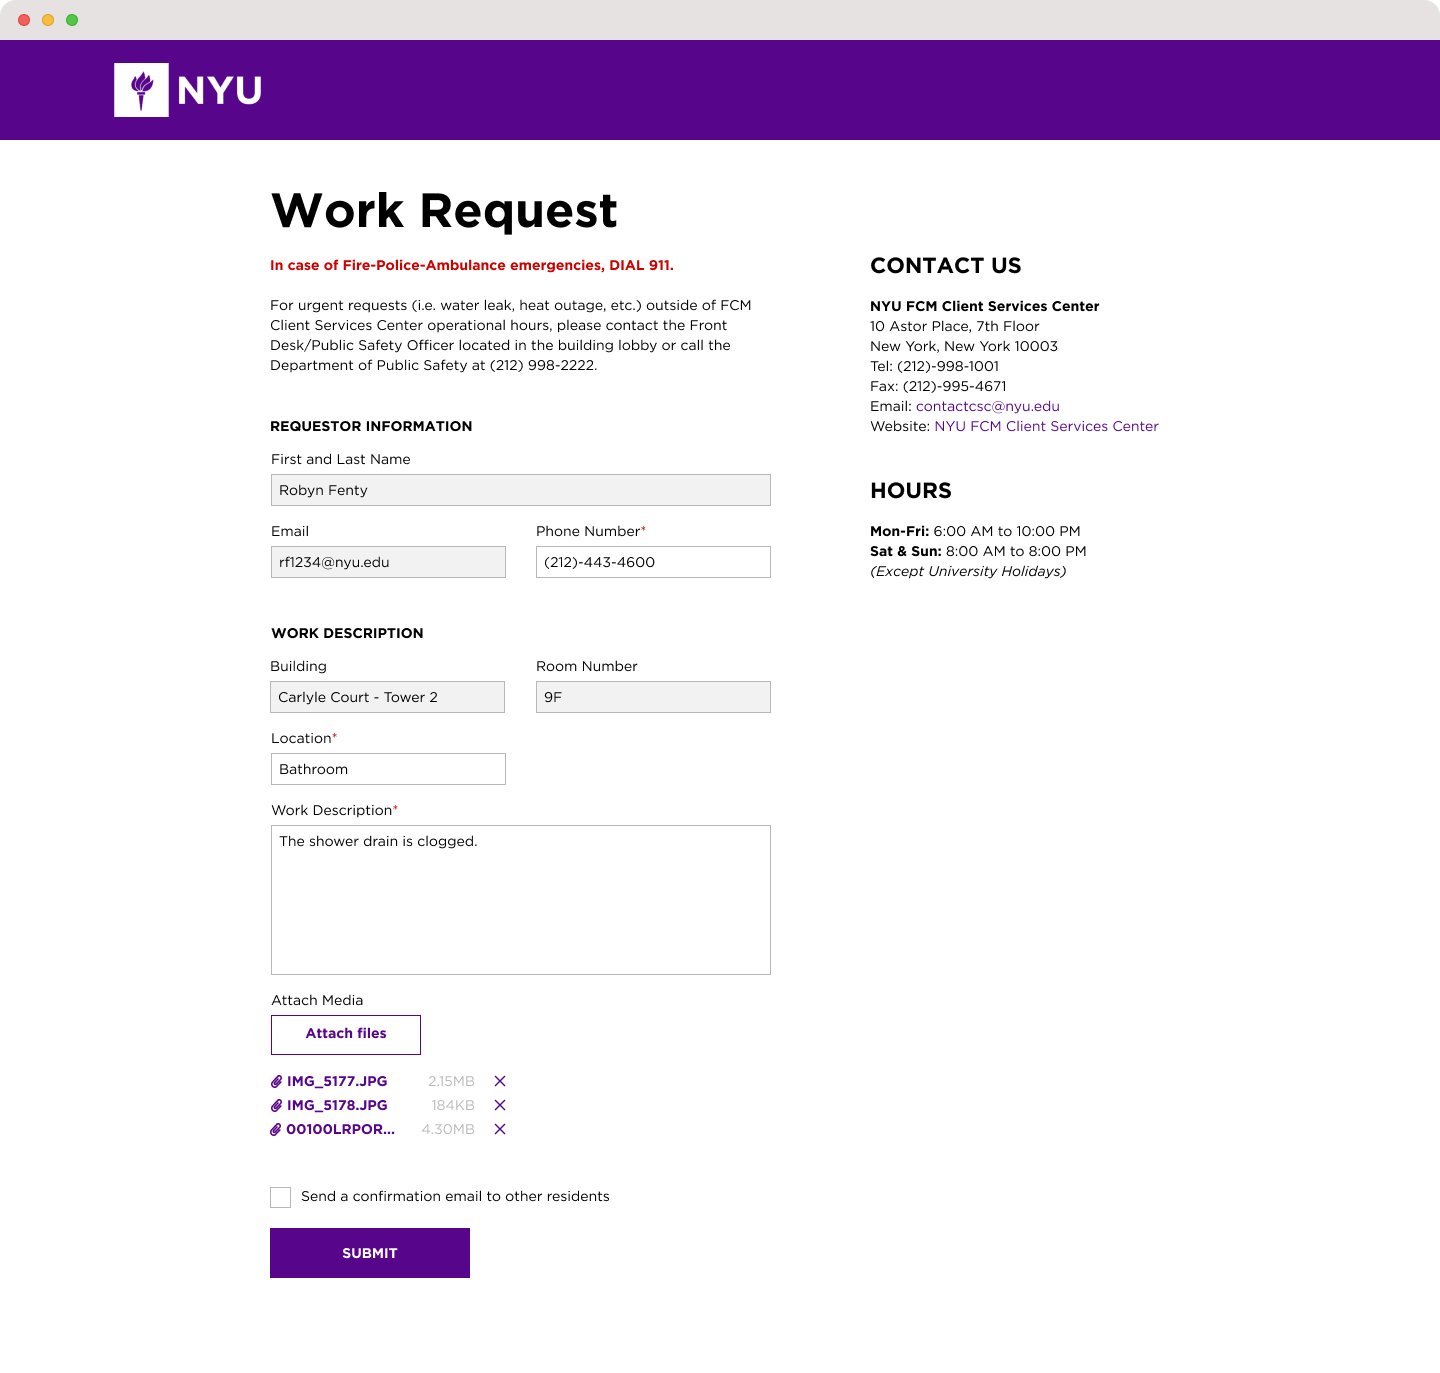 NYU
Work Request
In case of Fire-Police-Ambulance emergencies, DIAL 911.
For urgent requests (i.e. water leak, heat outage, etc.) outside of FCM
Client Services Center operational hours, please contact the Front
Desk/Public Safety Officer located in the building lobby or call the
Department of Public Safety at (212) 998-2222.
REQUESTOR INFORMATION
First and Last Name
Robyn Fenty
Email
rf1234@nyu.edu
Phone Number*
(212)-443-4600
WORK DESCRIPTION
Building
Carlyle Court - Tower 2
Room Number
9F
Location*
Bathroom
Work Description*
The shower drain is clogged.
Attach Media
Attach files
IMG_5177.JPG 2.15MB
IMG_5178.JPG 184KB
00100LRPOR... 4.30MB
Send a confirmation email to other residents
SUBMIT
CONTACT US
NYU FCM Client Services Center
10 Astor Place, 7th Floor
New York, New York 10003
Tel: (212)-998-1001
Fax: (212)-995-4671
Email: contactcsc@nyu.edu
Website: NYU FCM Client Services Center
HOURS
Mon-Fri: 6:00 AM to 10:00 PM
Sat & Sun: 8:00 AM to 8:00 PM
(Except University Holidays)